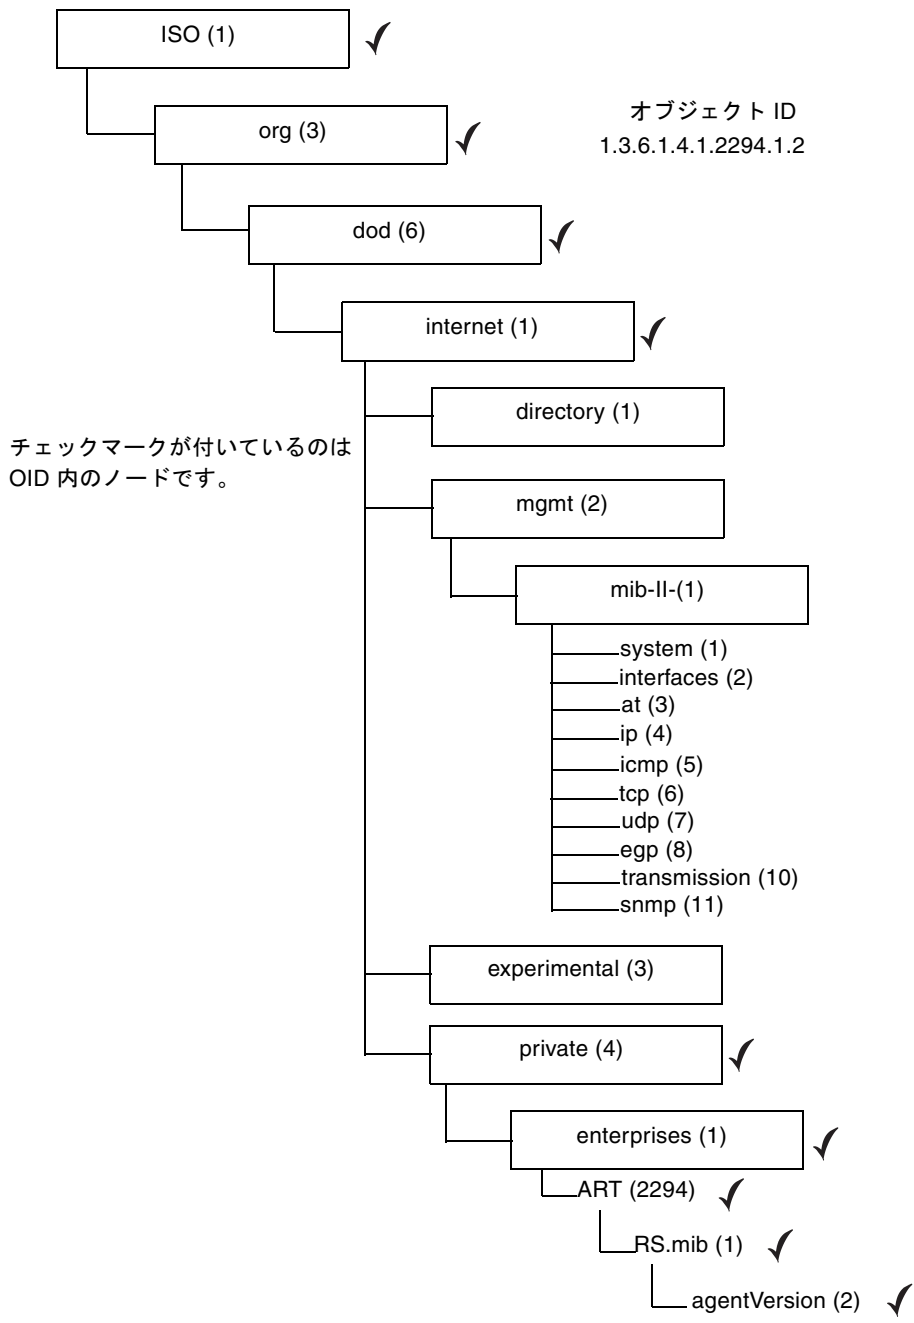 ISO (1)
org (3)
オブジェクト ID
1.3.6.1.4.1.2294.1.2
dod (6)
internet (1)
directory (1)
チェックマークが付いているのは
OID 内のノードです。
mgmt (2)
mib-II-(1)
system (1)
interfaces (2)
at (3)
ip (4)
icmp (5)
tcp (6)
udp (7)
egp (8)
transmission (10)
snmp (11)
experimental (3)
private (4)
enterprises (1)
ART (2294)
RS.mib (1)
agentVersion (2)